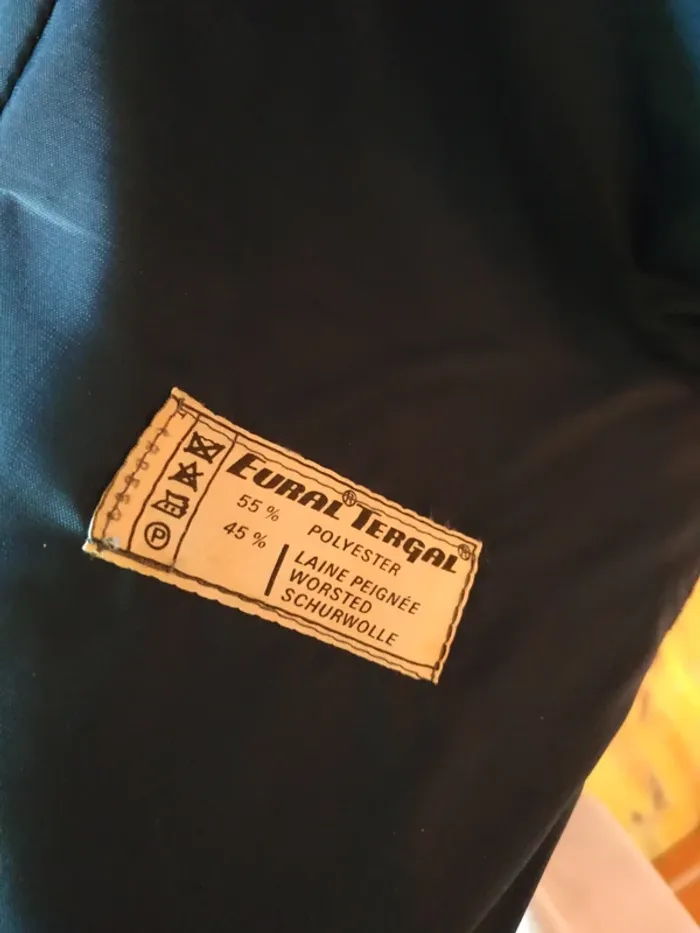 EURAL® TERGAL®
55 % POLYESTER
45 % LAINE PEIGNÉE
WORSTED
SCHURWOLLE
P